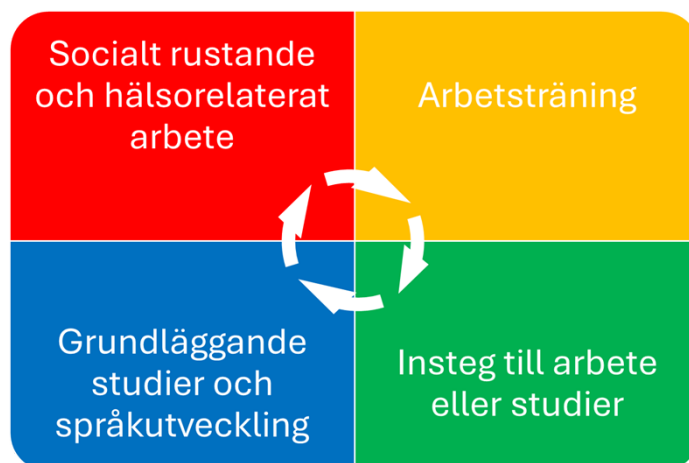 Socialt rustande
och hälsorelaterat
arbete
Arbetsträning
Grundläggande
studier och
språkutveckling
Insteg till arbete
eller studier